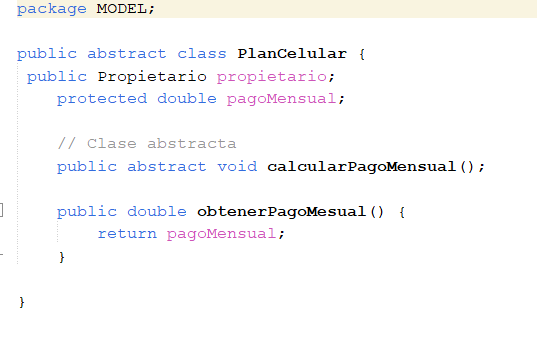 package MODEL;
public abstract class PlanCelular {
public Propietario propietario;
protected double pagoMensual;
// Clase abstracta
public abstract void calcularPagoMensual();
public double obtenerPagoMesual() {
return pagoMensual;
}
}